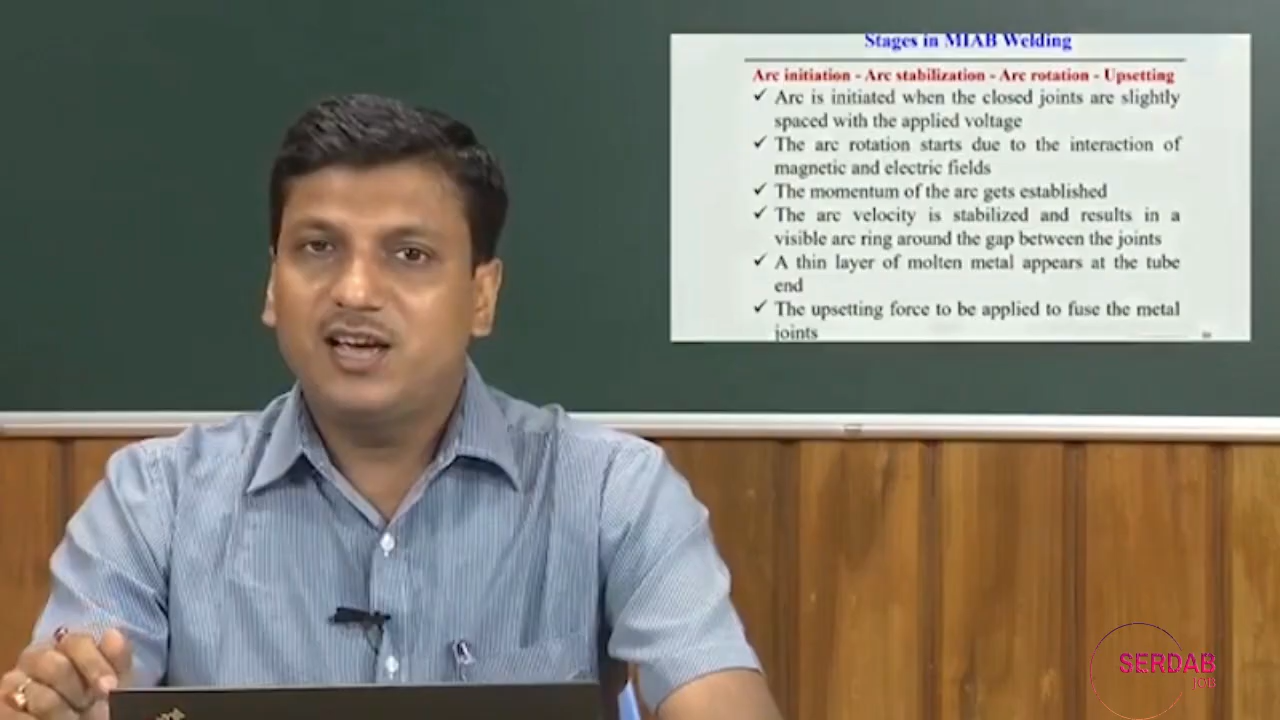 Stages in MIAB Welding
Arc initiation - Arc stabilization - Arc rotation - Upsetting
✓ Arc is initiated when the closed joints are slightly
spaced with the applied voltage
✓ The arc rotation starts due to the interaction of
magnetic and electric fields
✓ The momentum of the arc gets established
✓ The arc velocity is stabilized and results in a
visible arc ring around the gap between the joints
✓ A thin layer of molten metal appears at the tube
end
✓ The upsetting force to be applied to fuse the metal
joints
SERDAB
JOB